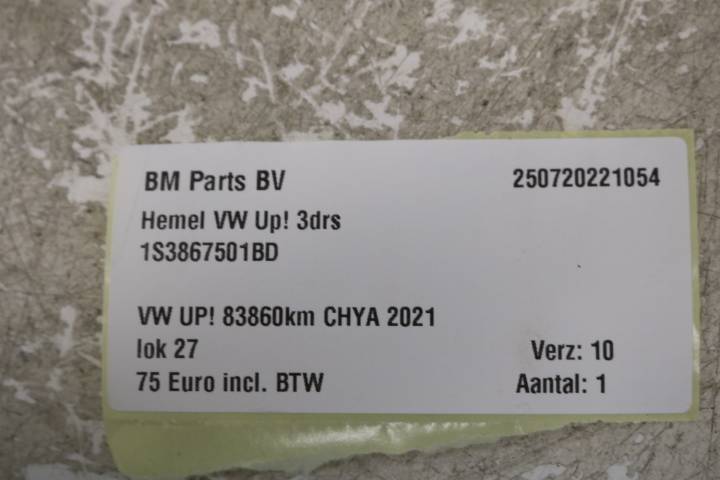 BM Parts BV 250720221054
Hemel VW Up! 3drs
1S3867501BD
VW UP! 83860km CHYA 2021
lok 27 Verz: 10
75 Euro incl. BTW Aantal: 1